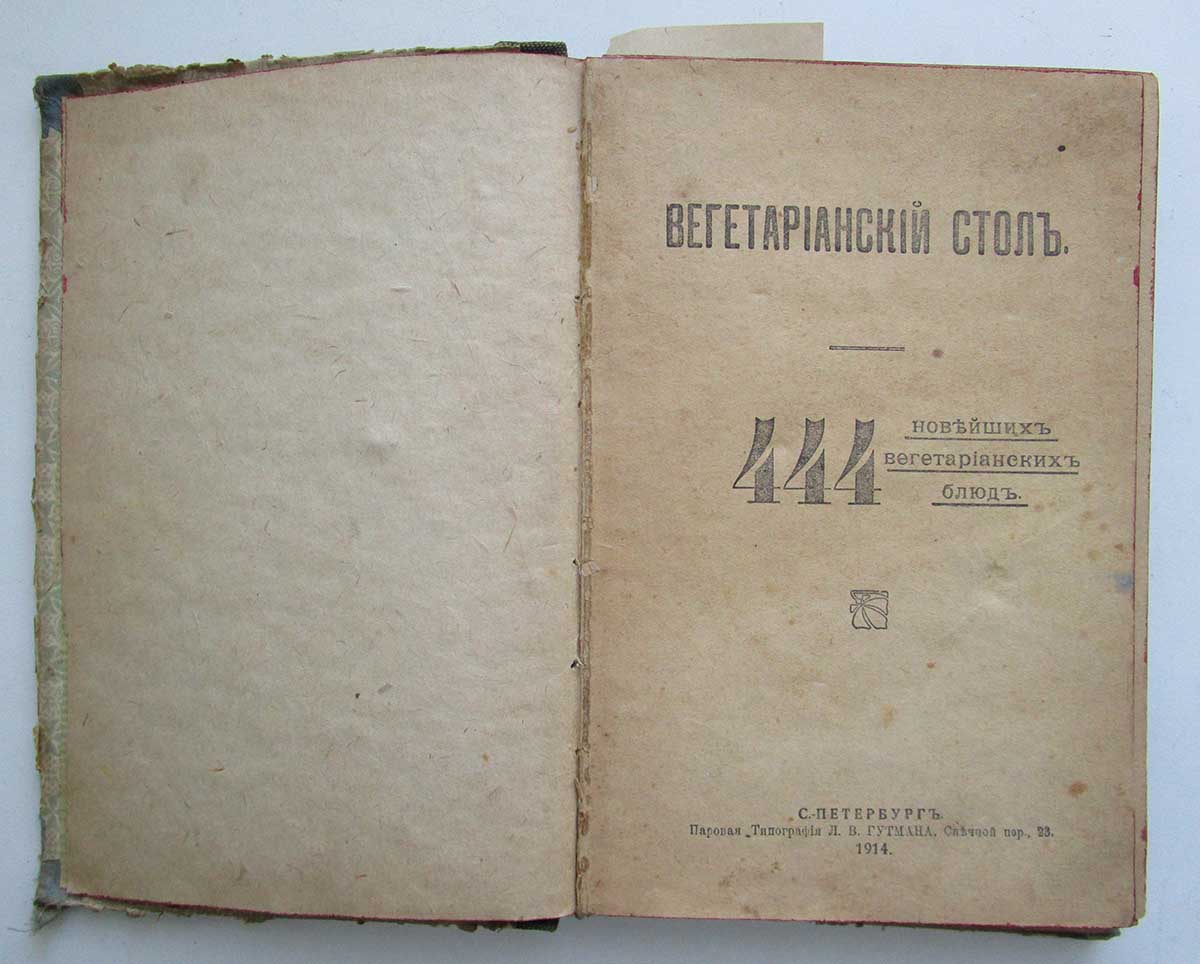 ВЕГЕТАРІАНСКІЙ СТОЛЪ.
444
новѣйшихъ
вегетаріанскихъ
блюдъ.
С.-ПЕТЕРБУРГЪ.
Паровая Типографія Л. В. ГУТМАНА. Свѣчной пер., 23.
1914.